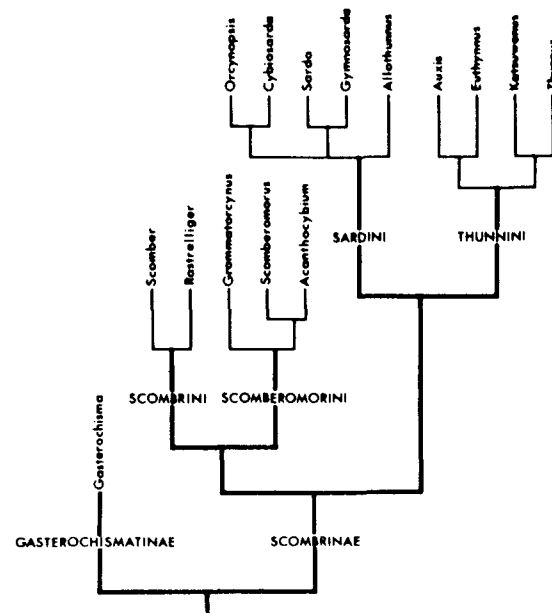 Orcynopsis
Cybiosarda
Sarda
Gymnosarda
Allothunnus
Auxis
Euthynnus
Katsuwonus
SARDINI
THUNNINI
Scomber
Rastrelliger
Grammatorcynus
Scomberomorus
Acanthocybium
SCOMBRINI
SCOMBEROMORINI
Gasterochisma
GASTEROCHISMATINAE
SCOMBRINAE